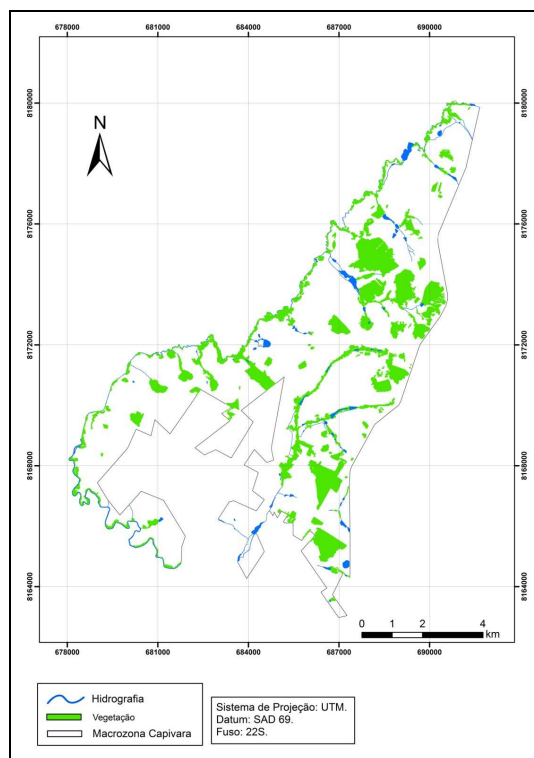 678000 681000 684000 687000 690000
8180000 8180000
N
8176000 8176000
8172000 8172000
8168000 8168000
8164000 8164000
0 1 2 4
km
678000 681000 684000 687000 690000
Hidrografia
Vegetação
Macrozona Capivara
Sistema de Projeção: UTM.
Datum: SAD 69.
Fuso: 22S.